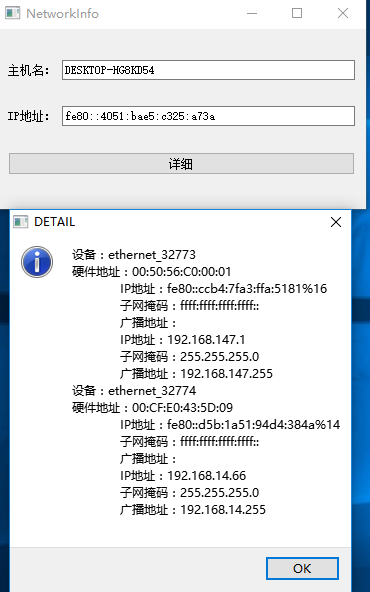 NetworkInfo
主机名： DESKTOP-HG8KD54
IP地址： fe80::4051:bae5:c325:a73a
详细
DETAIL
设备：ethernet_32773
硬件地址：00:50:56:C0:00:01
IP地址：fe80::ccb4:7fa3:ffa:5181%16
子网掩码：ffff:ffff:ffff:ffff::
广播地址：
IP地址：192.168.147.1
子网掩码：255.255.255.0
广播地址：192.168.147.255
设备：ethernet_32774
硬件地址：00:CF:E0:43:5D:09
IP地址：fe80::d5b:1a51:94d4:384a%14
子网掩码：ffff:ffff:ffff:ffff::
广播地址：
IP地址：192.168.14.66
子网掩码：255.255.255.0
广播地址：192.168.14.255
OK